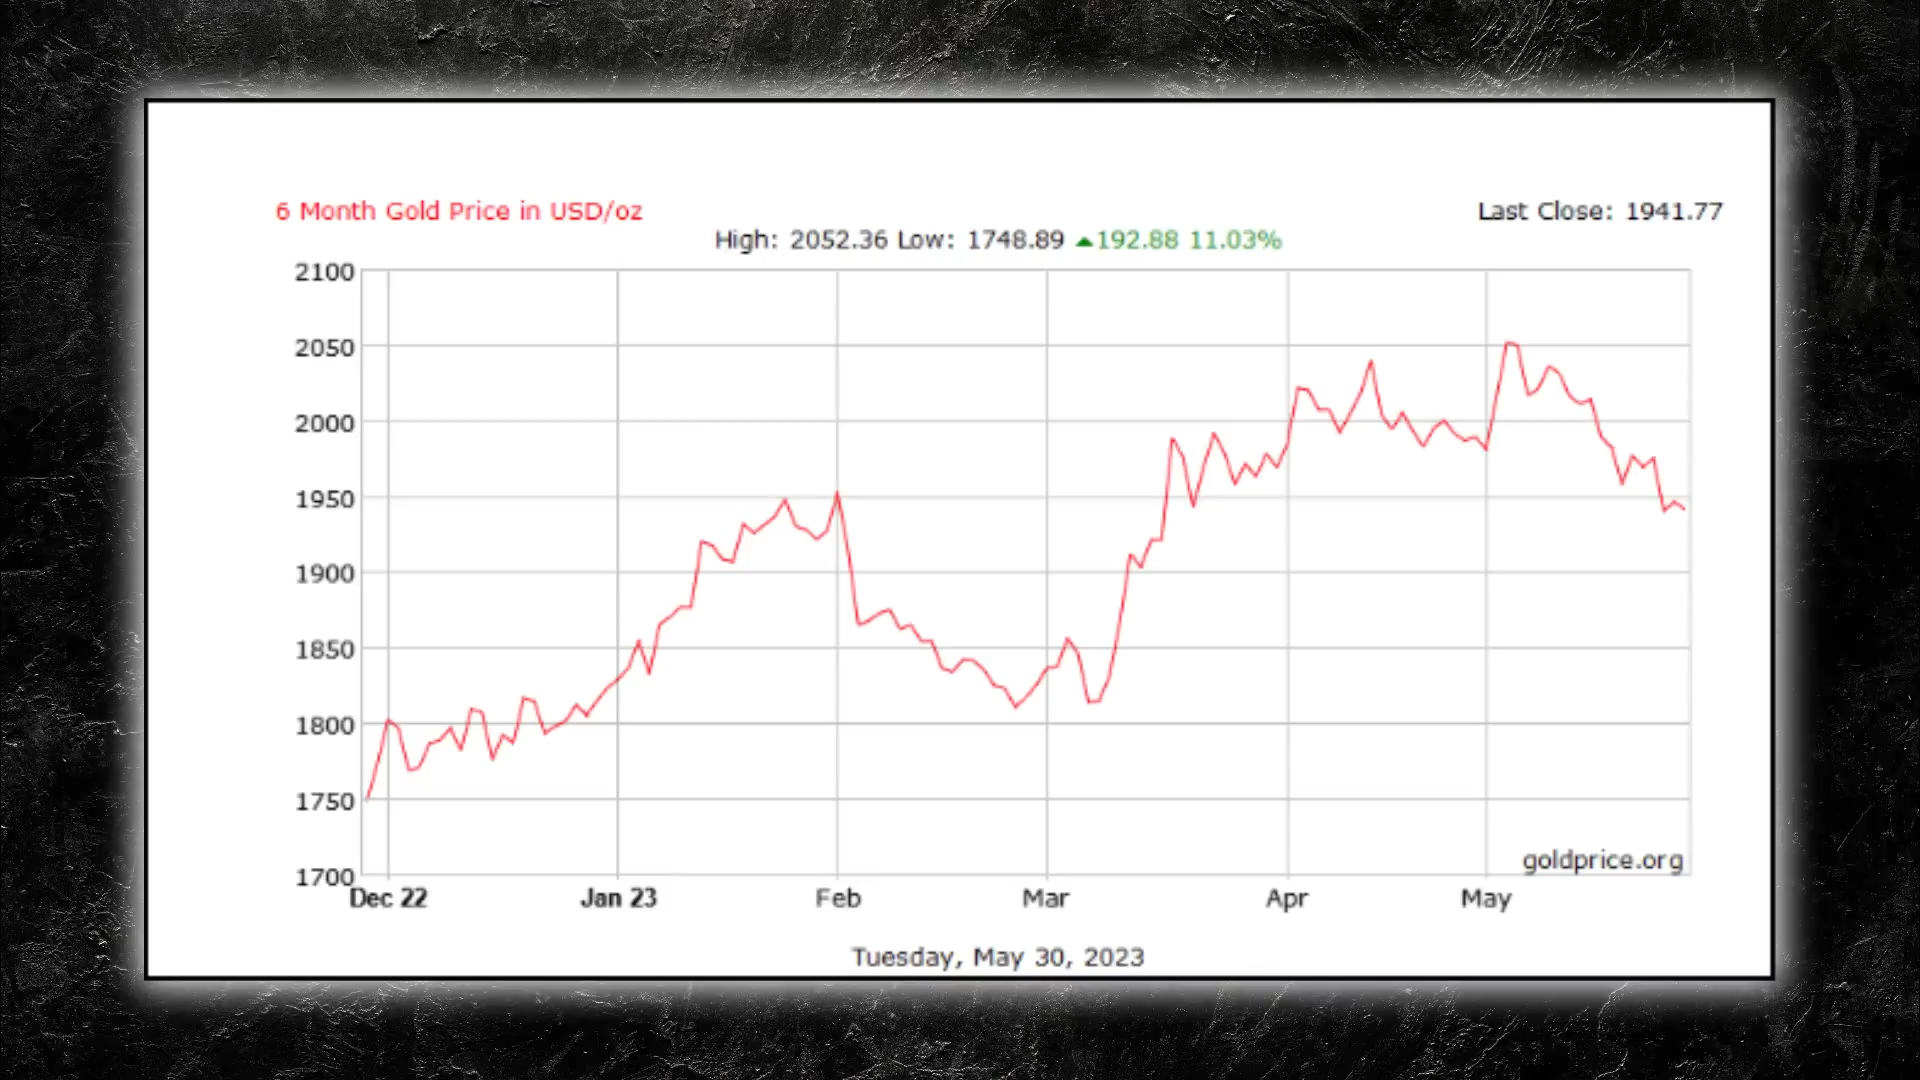 6 Month Gold Price in USD/oz
Last Close: 1941.77
High: 2052.36 Low: 1748.89 ▲192.88 11.03%
2100
2050
2000
1950
1900
1850
1800
1750
1700
goldprice.org
Dec 22 Jan 23 Feb Mar Apr May
Tuesday, May 30, 2023